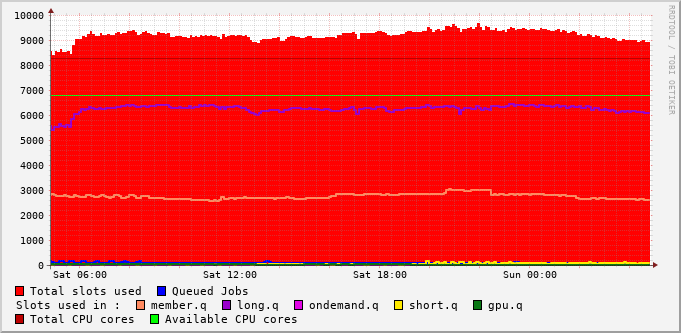 10000
9000
8000
7000
6000
5000
4000
3000
2000
1000
0
Sat 06:00 Sat 12:00 Sat 18:00 Sun 00:00
RRDTOOL / TOBI OETIKER
Total slots used Queued Jobs
Slots used in : member.q long.q ondemand.q short.q gpu.q
Total CPU cores Available CPU cores